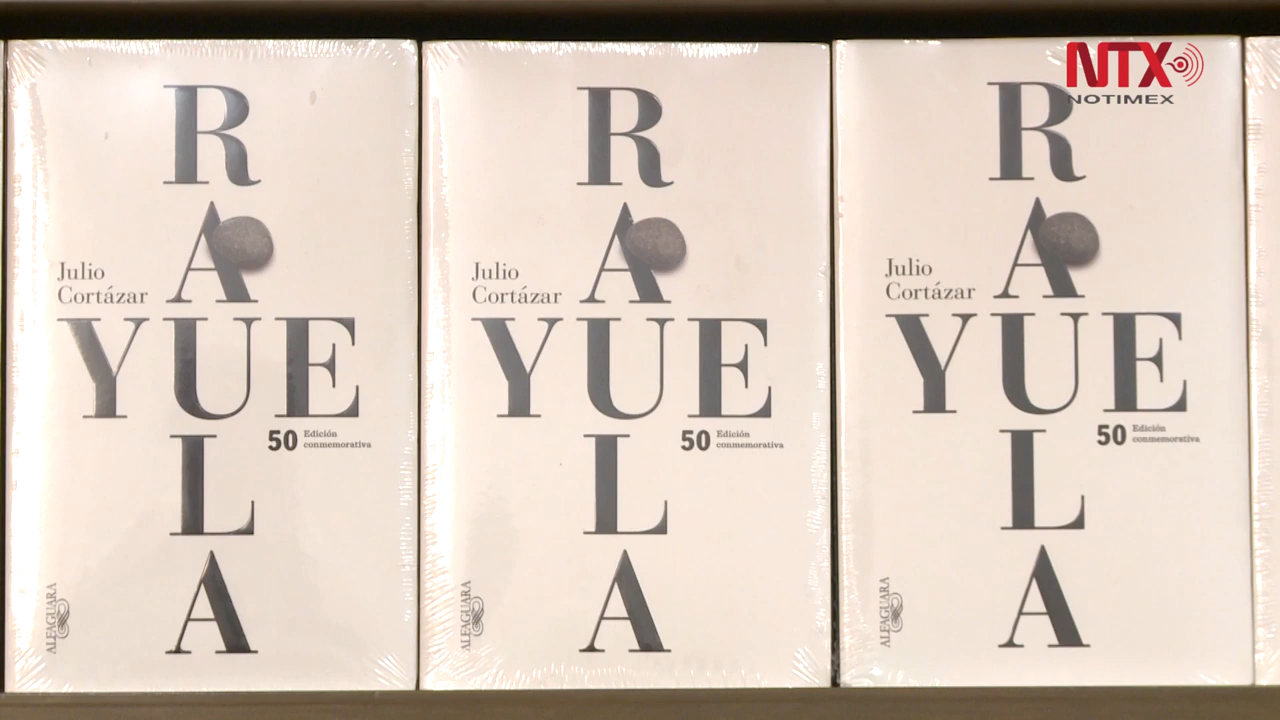 NTX
NOTIMEX
R
A
Julio
Cortázar
YUE
50 Edición
conmemorativa
L
A
ALFAGUARA
R
A
Julio
Cortázar
YUE
50 Edición
conmemorativa
L
A
ALFAGUARA
R
A
Julio
Cortázar
YUE
50 Edición
conmemorativa
L
A
ALFAGUARA